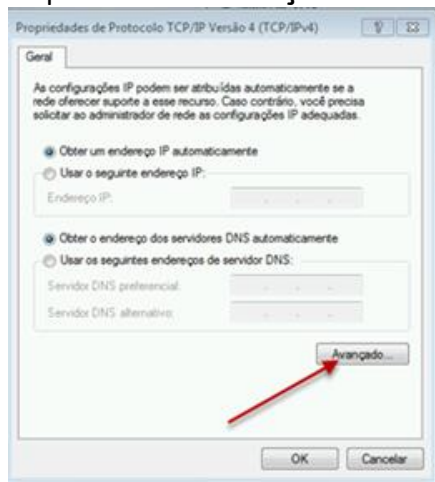 Propriedades de Protocolo TCP/IP Versão 4 (TCP/IPv4)
Geral
As configurações IP podem ser atribuídas automaticamente se a
rede oferecer suporte a esse recurso. Caso contrário, você precisa
solicitar ao administrador de rede as configurações IP adequadas.
Obter um endereço IP automaticamente
Usar o seguinte endereço IP:
Endereço IP:
Obter o endereço dos servidores DNS automaticamente
Usar os seguintes endereços de servidor DNS:
Servidor DNS preferencial:
Servidor DNS alternativo:
Avançado...
OK Cancelar